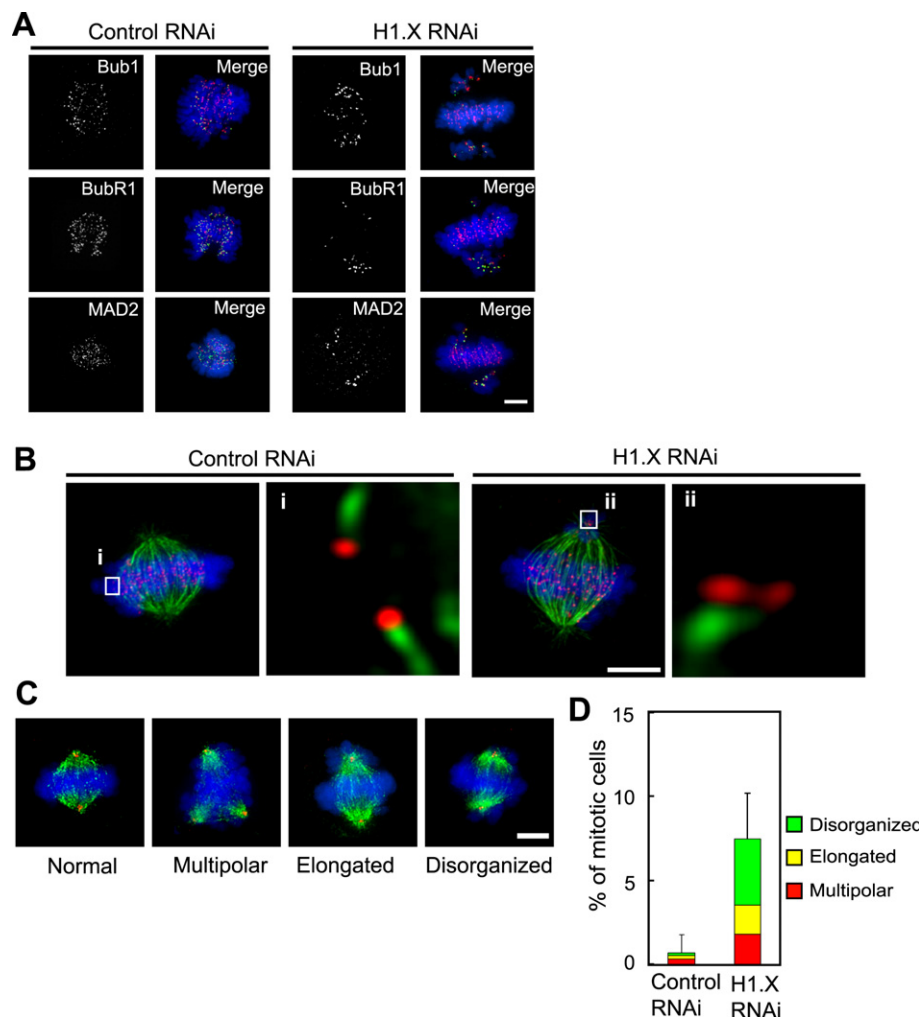 A
Control RNAi
H1.X RNAi
Bub1
Merge
Bub1
Merge
BubR1
Merge
BubR1
Merge
MAD2
Merge
MAD2
Merge
B
Control RNAi
H1.X RNAi
i
i
ii
ii
C
Normal
Multipolar
Elongated
Disorganized
D
% of mitotic cells
15
10
5
0
Control
RNAi
H1.X
RNAi
Disorganized
Elongated
Multipolar